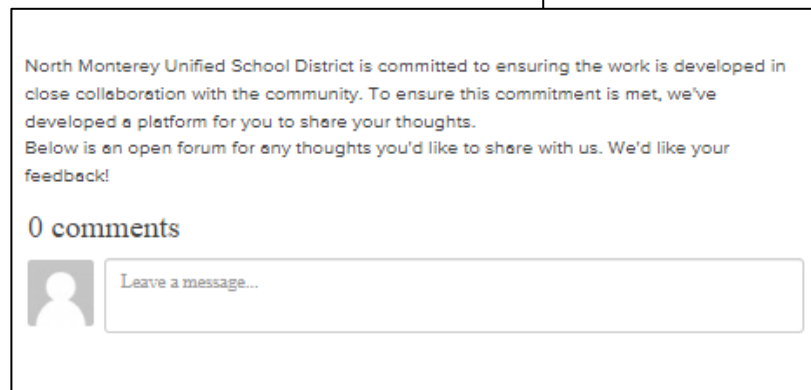 North Monterey Unified School District is committed to ensuring the work is developed in
close collaboration with the community. To ensure this commitment is met, we've
developed a platform for you to share your thoughts.
Below is an open forum for any thoughts you'd like to share with us. We'd like your
feedback!
0 comments
Leave a message...